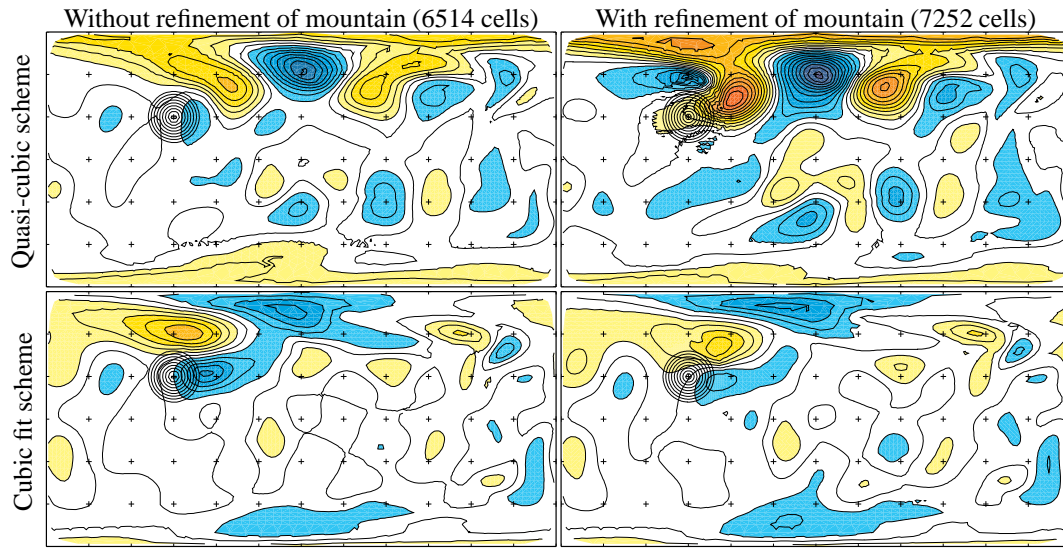 Without refinement of mountain (6514 cells)
With refinement of mountain (7252 cells)
Quasi-cubic scheme
Cubic fit scheme